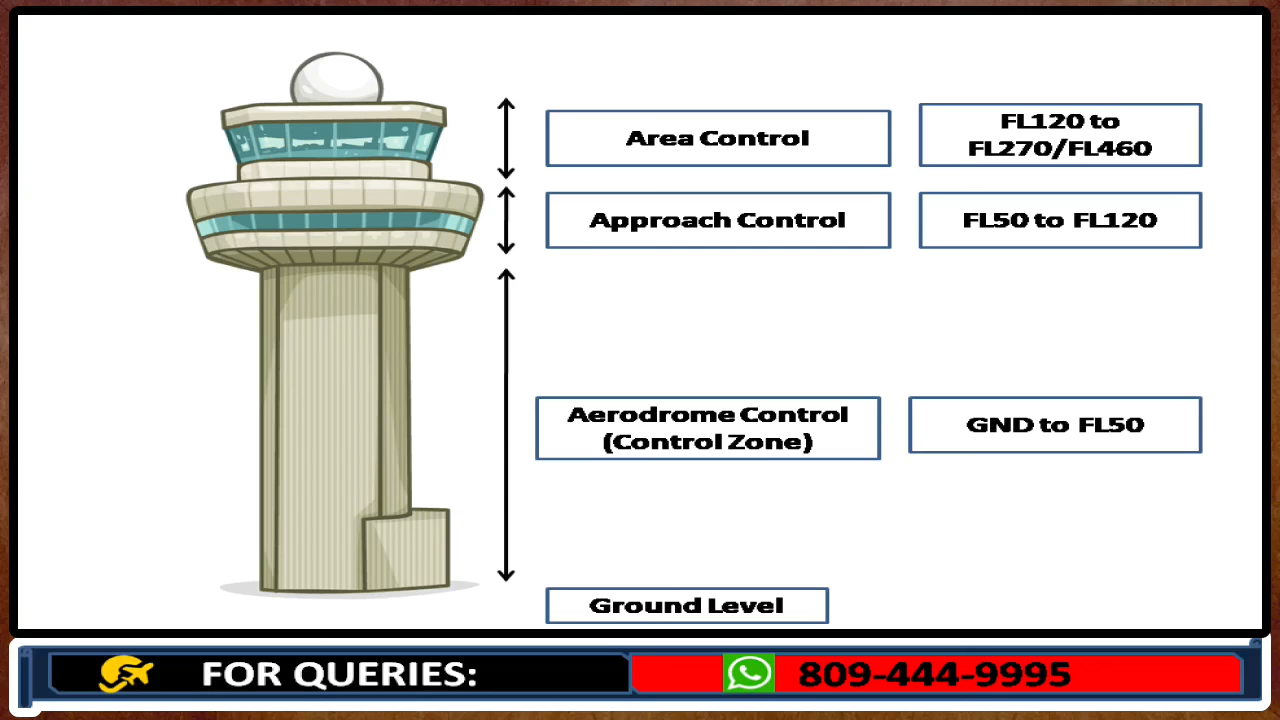 Area Control
FL120 to
FL270/FL460
Approach Control
FL50 to FL120
Aerodrome Control
(Control Zone)
GND to FL50
Ground Level
FOR QUERIES:
809-444-9995